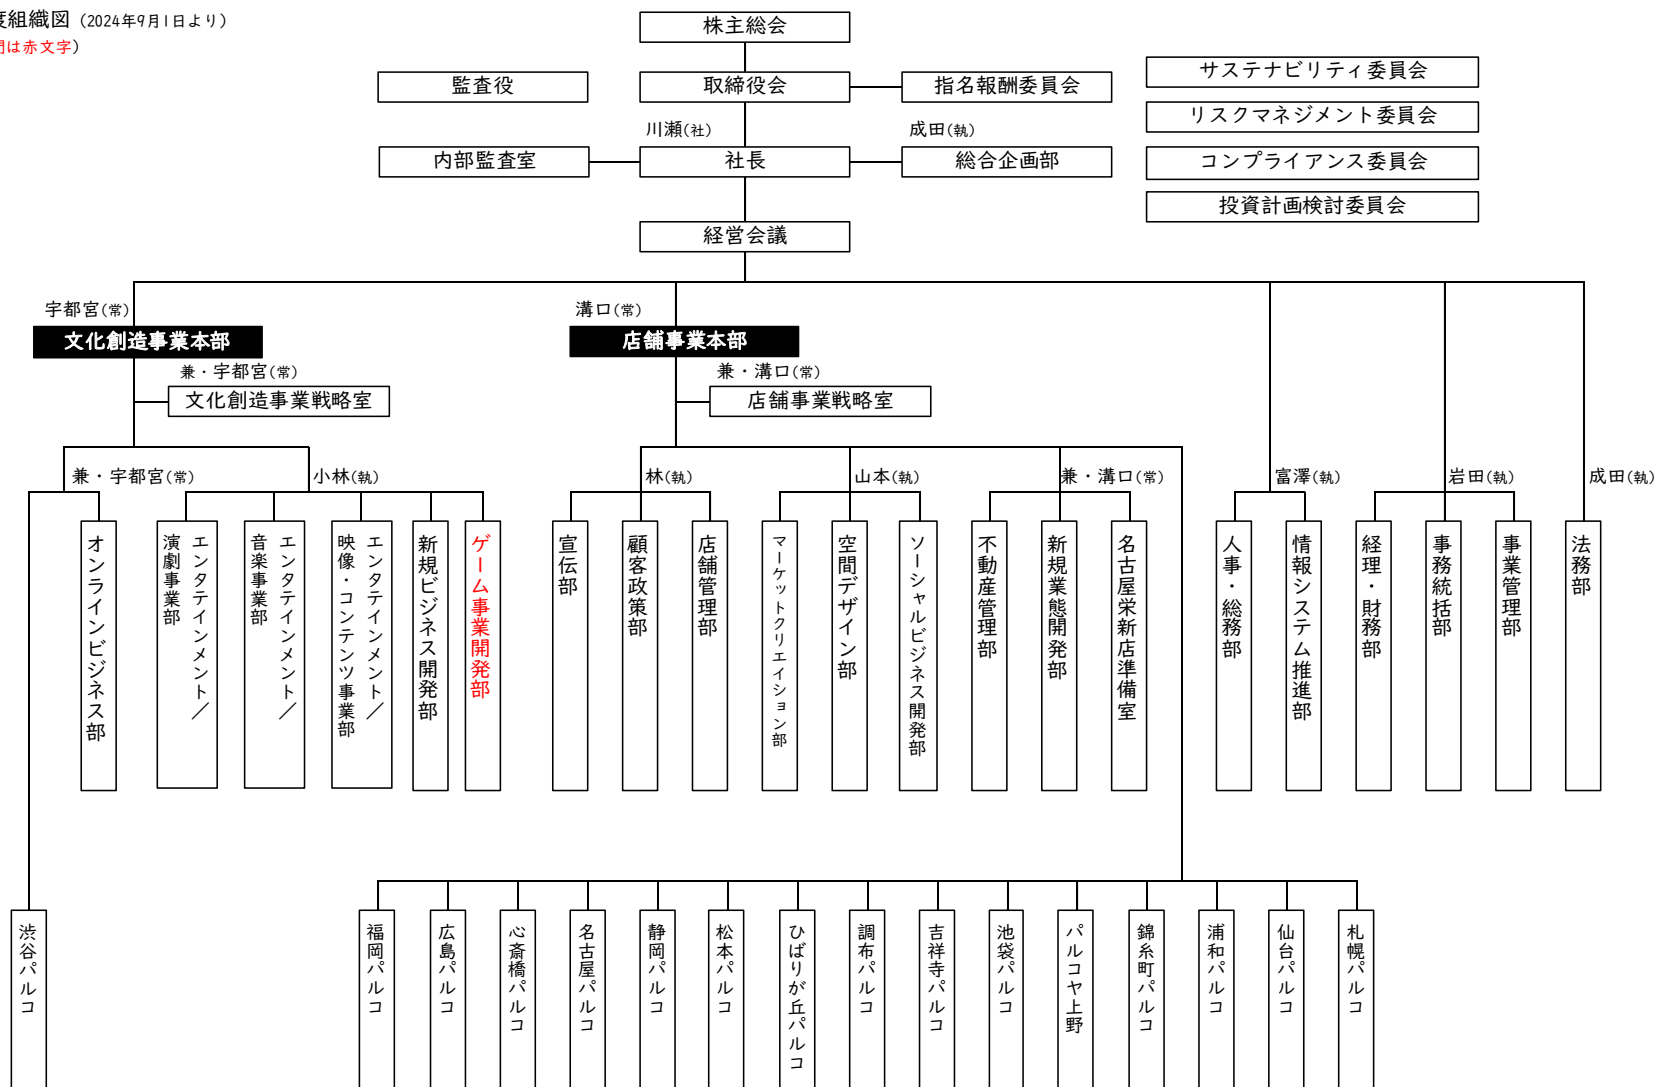 度組織図（2024年9月1日より）
は赤文字）
株主総会
監査役
取締役会
指名報酬委員会
サステナビリティ委員会
リスクマネジメント委員会
コンプライアンス委員会
投資計画検討委員会
川瀬(社)
成田(執)
内部監査室
社長
総合企画部
経営会議
宇都宮(常)
文化創造事業本部
兼・宇都宮(常)
文化創造事業戦略室
溝口(常)
店舗事業本部
兼・溝口(常)
店舗事業戦略室
兼・宇都宮(常)
小林(執)
林(執)
山本(執)
兼・溝口(常)
富澤(執)
岩田(執)
成田(執)
オンラインビジネス部
エンタテインメント／
演劇事業部
エンタテインメント／
音楽事業部
エンタテインメント／
映像・コンテンツ事業部
新規ビジネス開発部
ゲーム事業開発部
宣伝部
顧客政策部
店舗管理部
マーケットクリエイション部
空間デザイン部
ソーシャルビジネス開発部
不動産管理部
新規業態開発部
名古屋栄新店準備室
人事・総務部
情報システム推進部
経理・財務部
事務統括部
事業管理部
法務部
渋谷パルコ
福岡パルコ
広島パルコ
心斎橋パルコ
名古屋パルコ
静岡パルコ
松本パルコ
ひばりが丘パルコ
調布パルコ
吉祥寺パルコ
池袋パルコ
パルコヤ上野
錦糸町パルコ
浦和パルコ
仙台パルコ
札幌パルコ